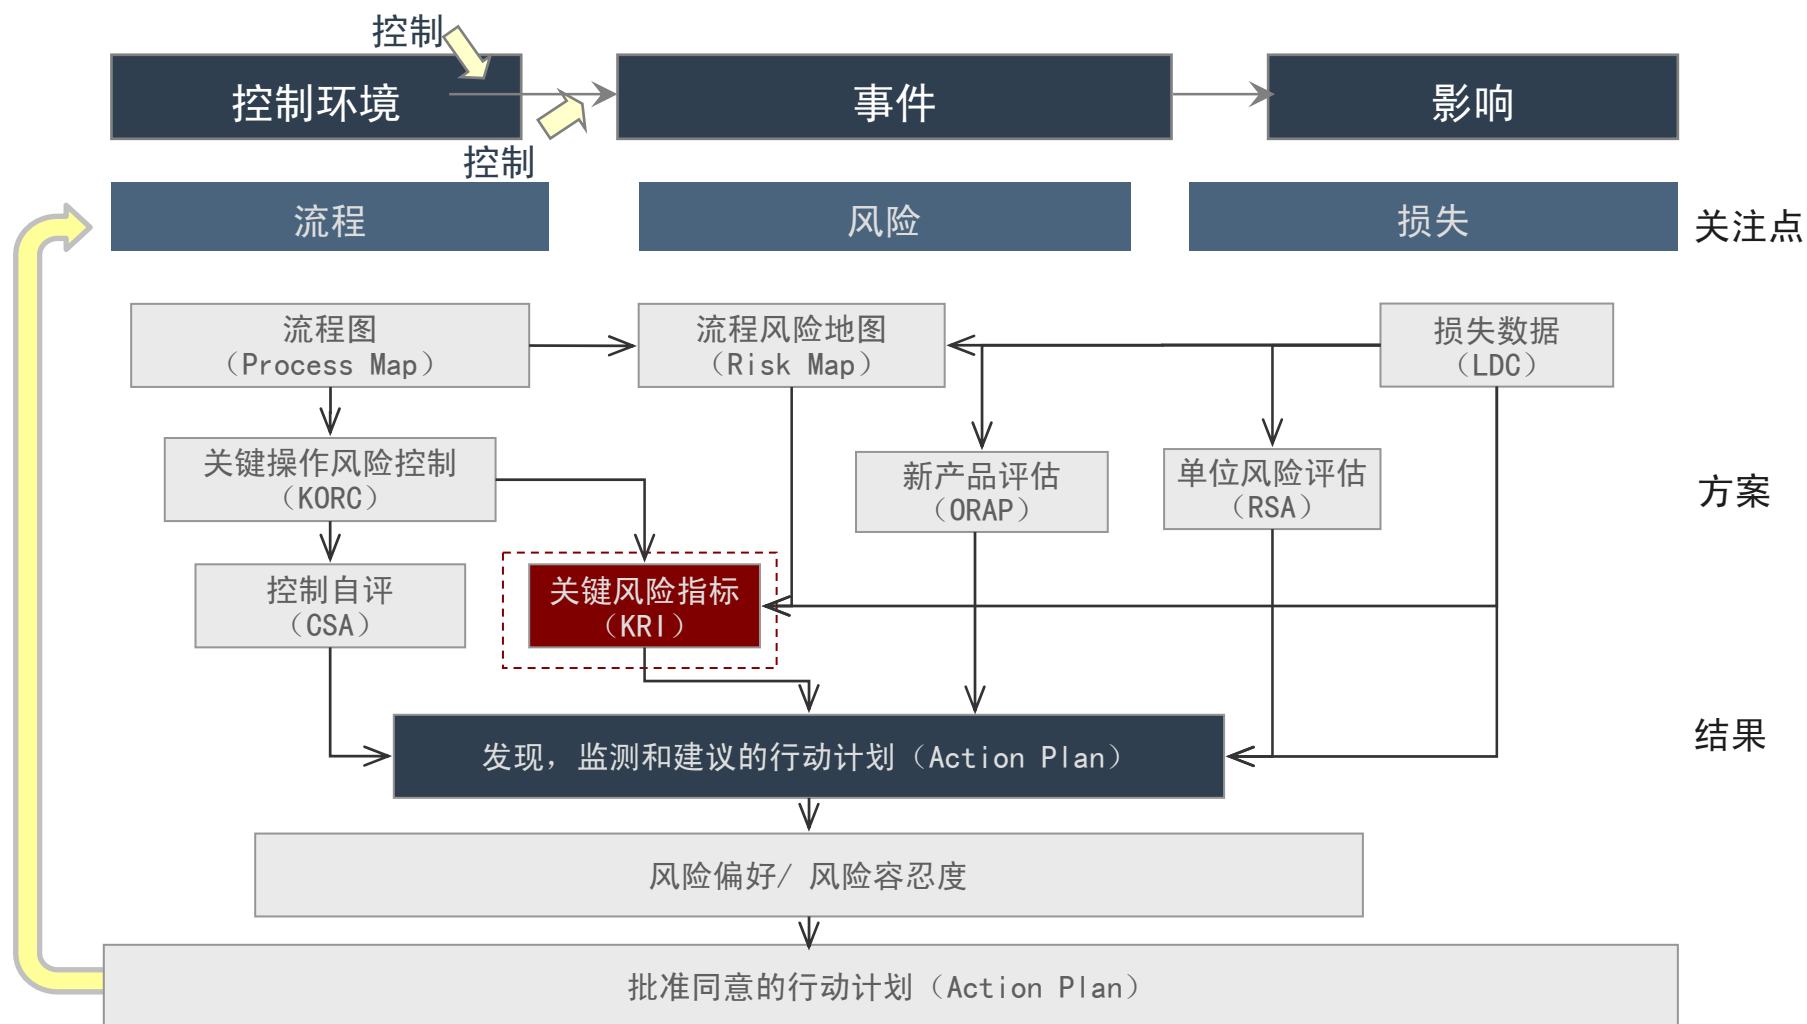 控制
控制环境
事件
影响
控制
流程
风险
损失
关注点
流程图
（Process Map）
流程风险地图
（Risk Map）
损失数据
（LDC）
关键操作风险控制
（KORC）
新产品评估
（ORAP）
单位风险评估
（RSA）
方案
控制自评
（CSA）
关键风险指标
（KRI）
发现，监测和建议的行动计划（Action Plan）
结果
风险偏好/ 风险容忍度
批准同意的行动计划（Action Plan）